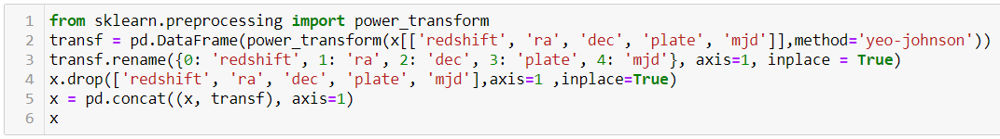 1 from sklearn.preprocessing import power_transform
2 transf = pd.DataFrame(power_transform(x[['redshift', 'ra', 'dec', 'plate', 'mjd']],method='yeo-johnson'))
3 transf.rename({0: 'redshift', 1: 'ra', 2: 'dec', 3: 'plate', 4: 'mjd'}, axis=1, inplace = True)
4 x.drop(['redshift', 'ra', 'dec', 'plate', 'mjd'],axis=1 ,inplace=True)
5 x = pd.concat((x, transf), axis=1)
6 x